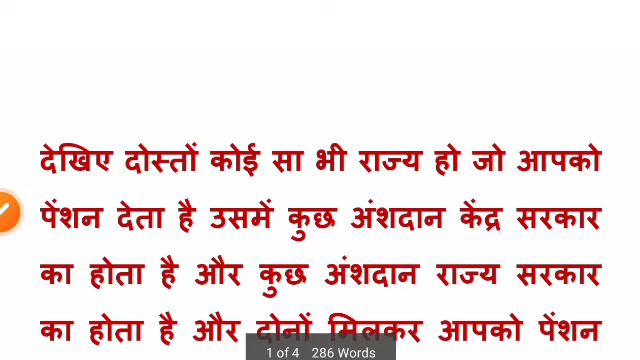 देखिए दोस्तों कोई सा भी राज्य हो जो आपको
पेंशन देता है उसमें कुछ अंशदान केंद्र सरकार
का होता है और कुछ अंशदान राज्य सरकार
का होता है और दोनों मिलकर आपको पेंशन
1 of 4 286 Words